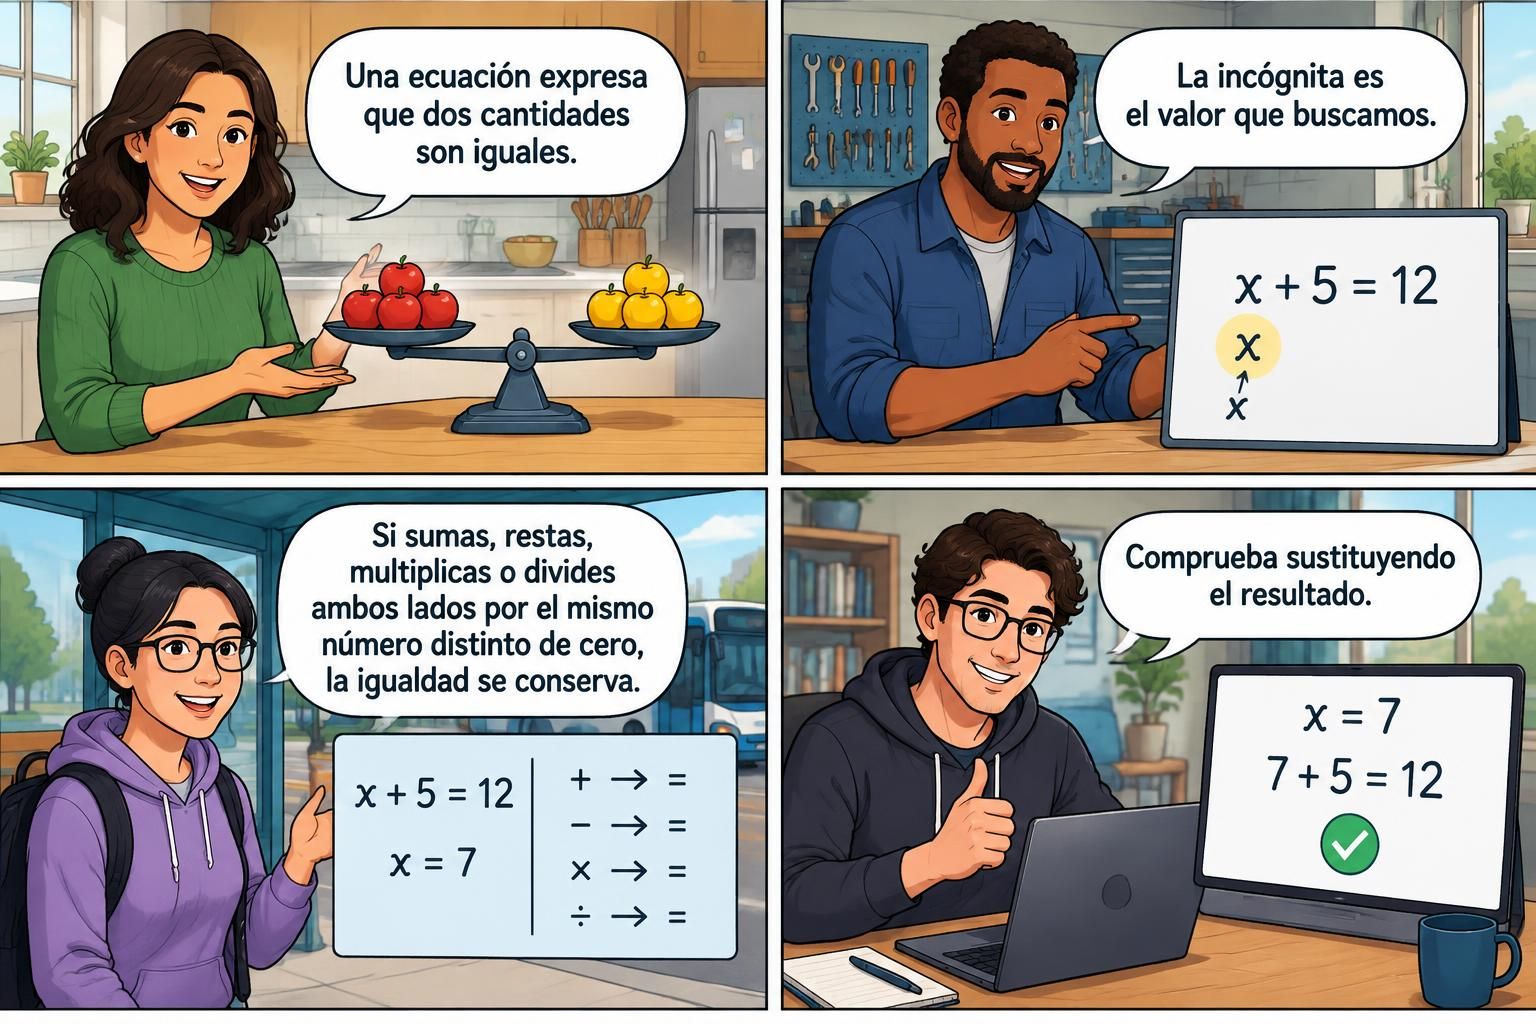 Una ecuación expresa
que dos cantidades
son iguales.
La incógnita es
el valor que buscamos.
x + 5 = 12
x
↑
x
Si sumas, restas,
multiplicas o divides
ambos lados por el mismo
número distinto de cero,
la igualdad se conserva.
x + 5 = 12
x = 7
+ → =
− → =
× → =
÷ → =
Comprueba sustituyendo
el resultado.
x = 7
7 + 5 = 12